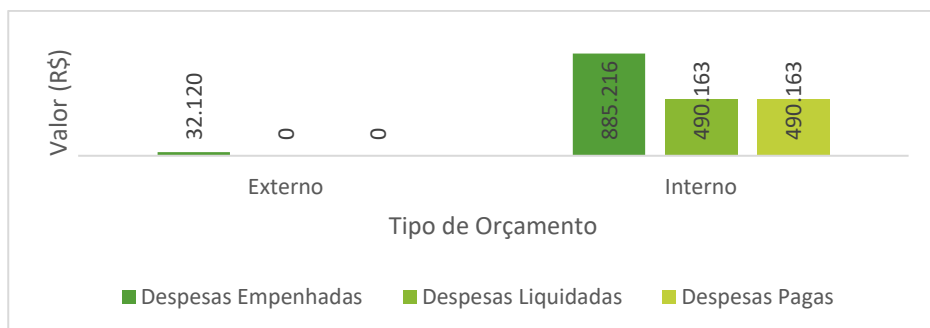 Valor (R$)
32.120
0
0
885.216
490.163
490.163
Externo
Interno
Tipo de Orçamento
Despesas Empenhadas
Despesas Liquidadas
Despesas Pagas